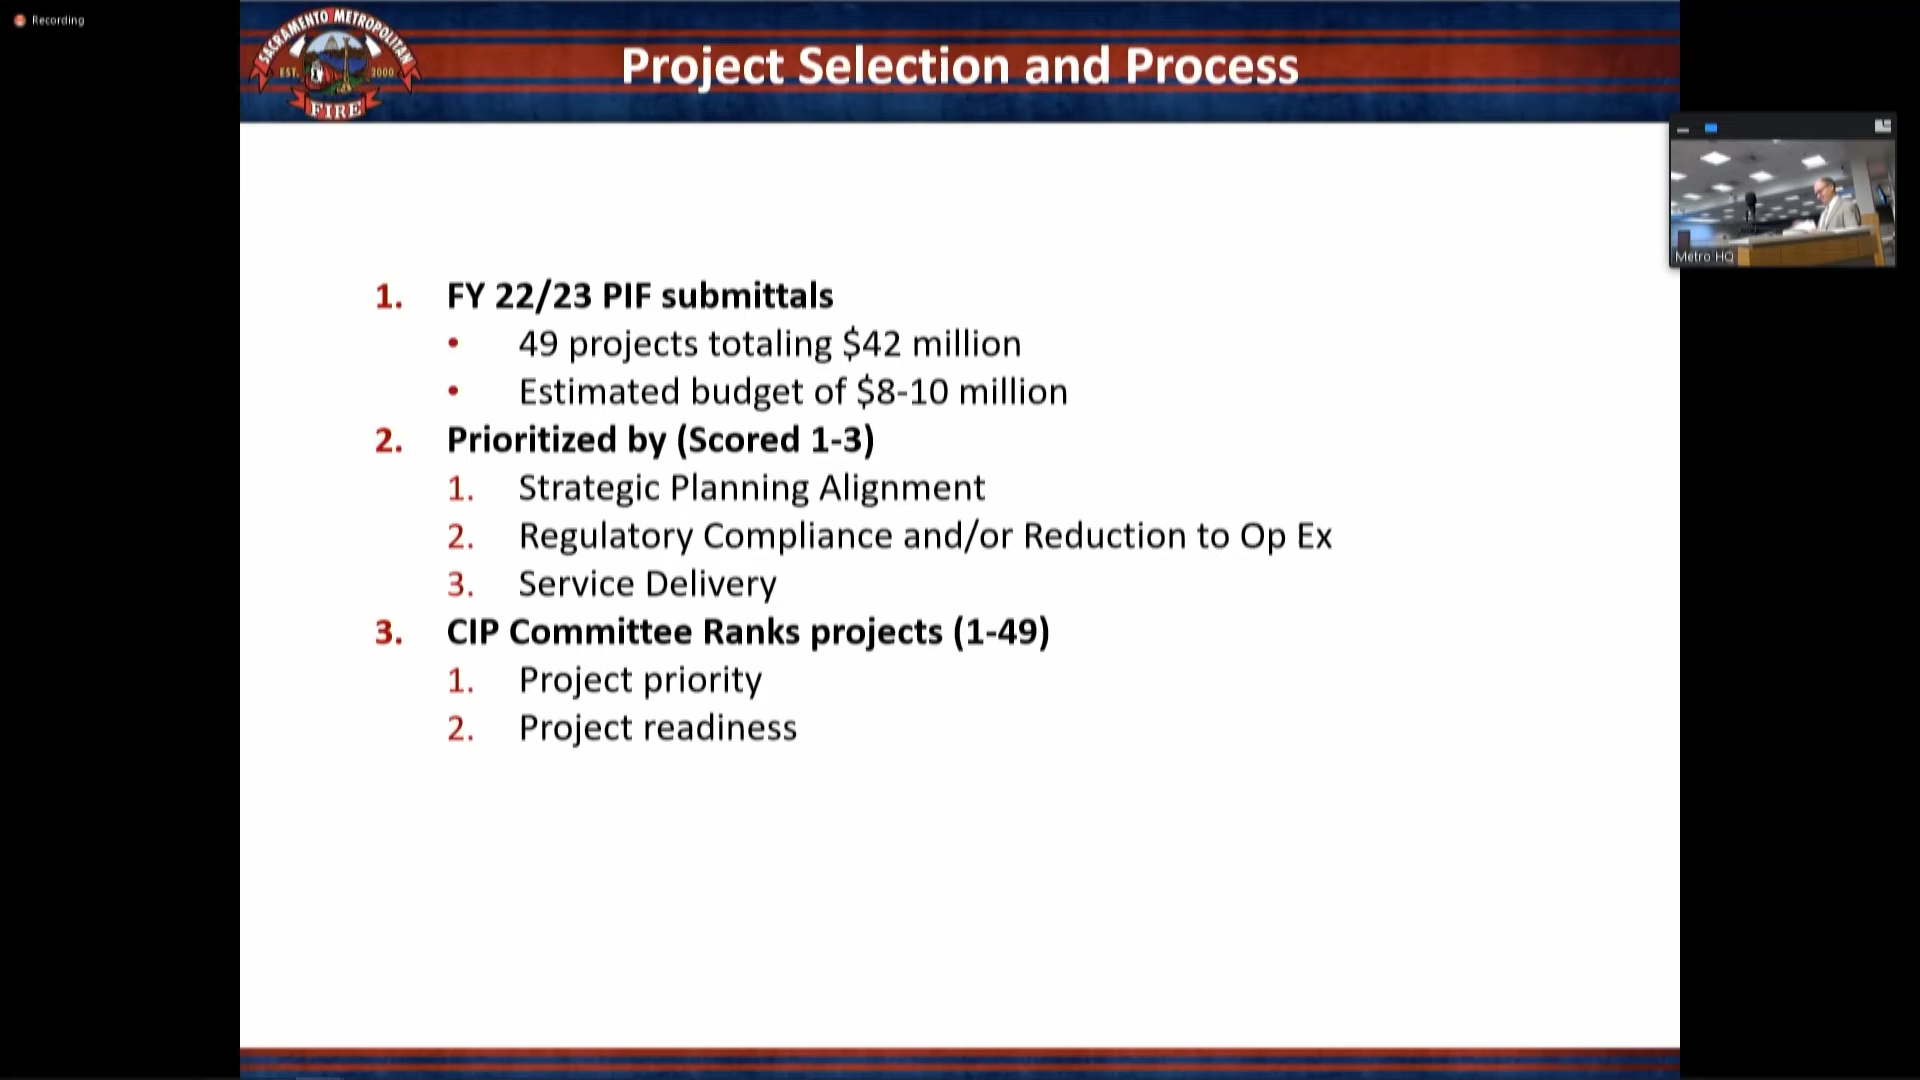 Recording
SACRAMENTO METROPOLITAN
EST. 2000
FIRE
Project Selection and Process
Metro HQ
1. FY 22/23 PIF submittals
• 49 projects totaling $42 million
• Estimated budget of $8-10 million
2. Prioritized by (Scored 1-3)
1. Strategic Planning Alignment
2. Regulatory Compliance and/or Reduction to Op Ex
3. Service Delivery
3. CIP Committee Ranks projects (1-49)
1. Project priority
2. Project readiness